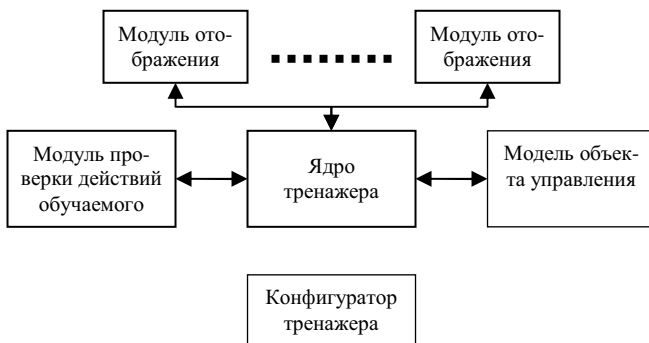 Модуль ото-
бражения
Модуль ото-
бражения
Модуль про-
верки действий
обучаемого
Ядро
тренажера
Модель объек-
та управления
Конфигуратор
тренажера